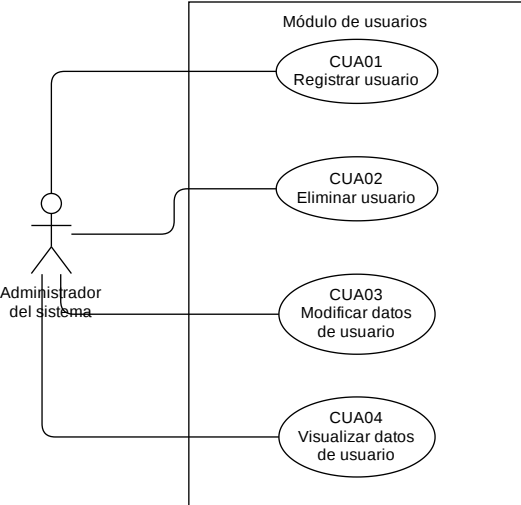 Módulo de usuarios
CUA01
Registrar usuario
CUA02
Eliminar usuario
Administrador
del sistema
CUA03
Modificar datos
de usuario
CUA04
Visualizar datos
de usuario